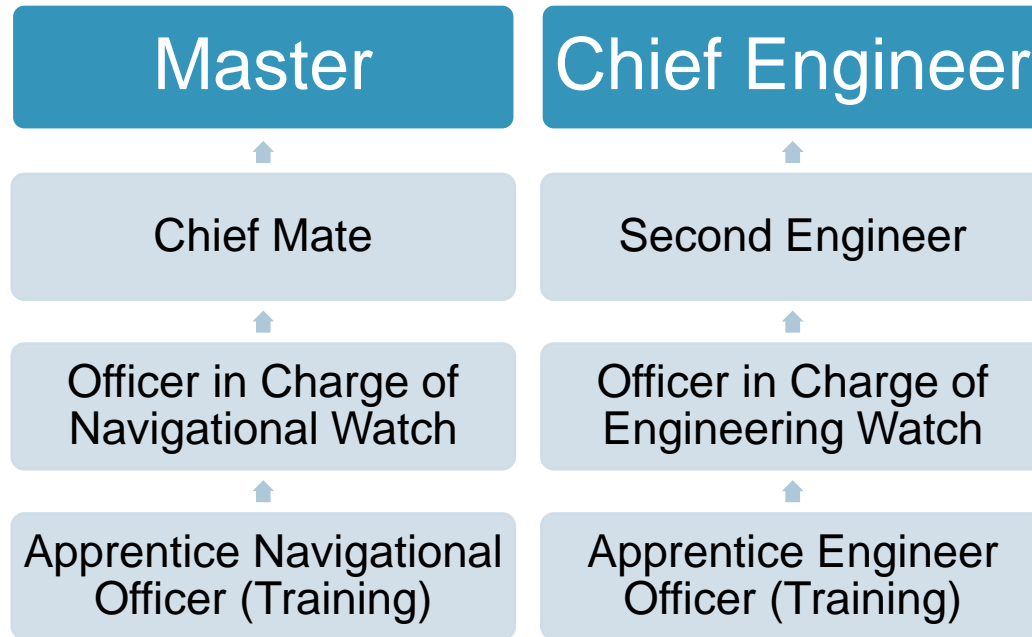 Master
Chief Engineer
Chief Mate
Second Engineer
Officer in Charge of
Navigational Watch
Officer in Charge of
Engineering Watch
Apprentice Navigational
Officer (Training)
Apprentice Engineer
Officer (Training)